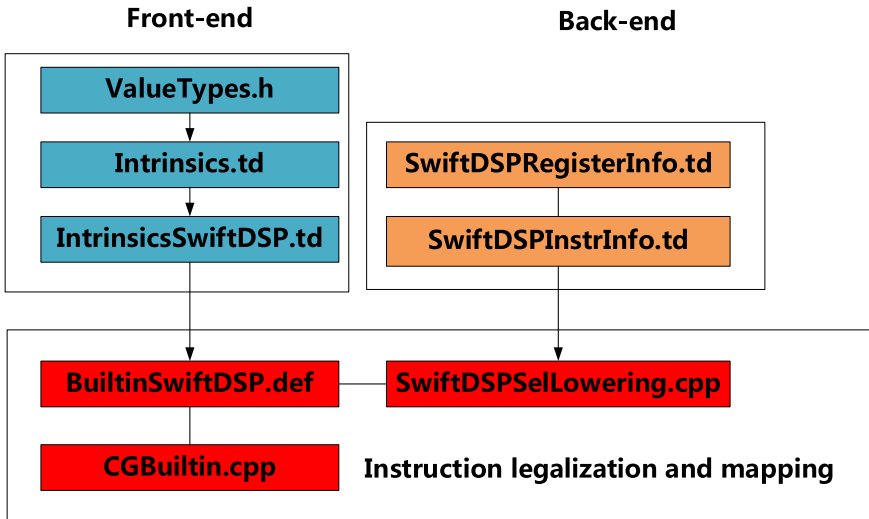 Front-end
Back-end
ValueTypes.h
Intrinsics.td
IntrinsicsSwiftDSP.td
SwiftDSPRegisterInfo.td
SwiftDSPInstrInfo.td
BuiltinSwiftDSP.def
SwiftDSPSelLowering.cpp
CGBuiltin.cpp
Instruction legalization and mapping